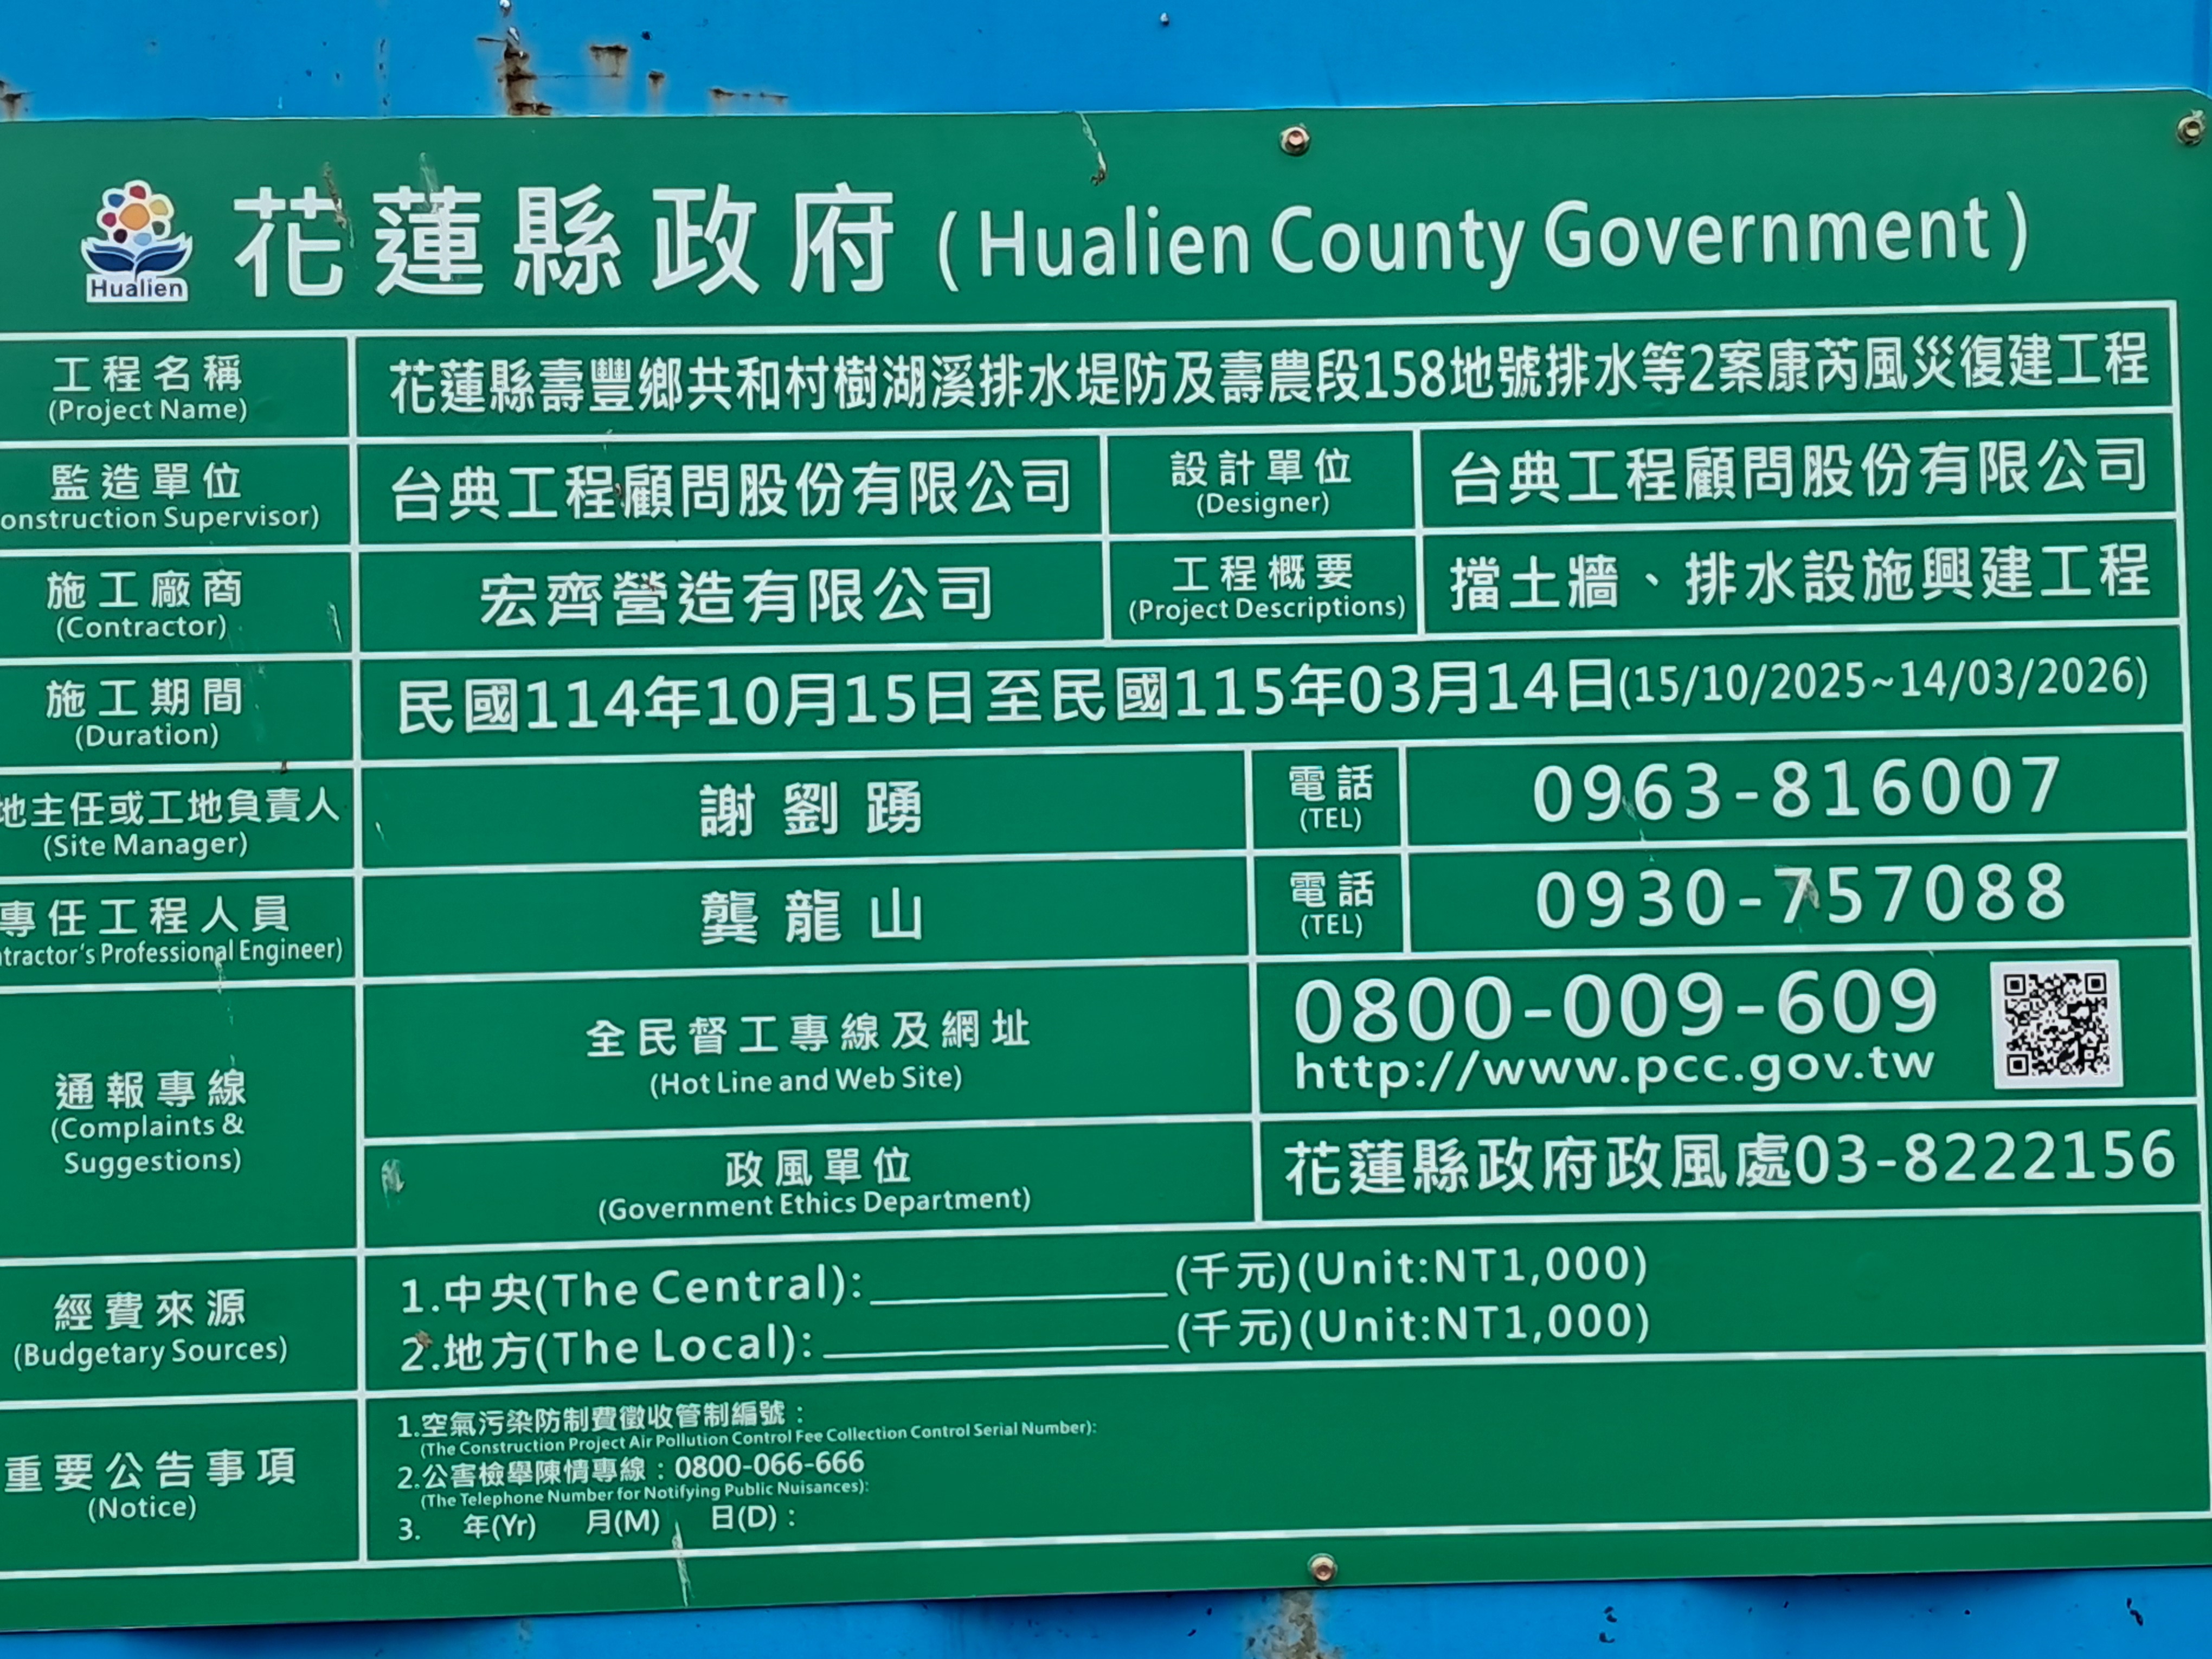 Hualien
花蓮縣政府 (Hualien County Government)
工程名稱
(Project Name)
花蓮縣壽豐鄉共和村樹湖溪排水堤防及壽農段158地號排水等2案康芮風災復建工程
監造單位
onstruction Supervisor)
台典工程顧問股份有限公司
設計單位
(Designer)
台典工程顧問股份有限公司
施工廠商
(Contractor)
宏齊營造有限公司
工程概要
(Project Descriptions)
擋土牆、排水設施興建工程
施工期間
(Duration)
民國114年10月15日至民國115年03月14日(15/10/2025~14/03/2026)
地主任或工地負責人
(Site Manager)
謝劉踴
電話
(TEL)
0963-816007
專任工程人員
ntractor's Professional Engineer)
龔龍山
電話
(TEL)
0930-757088
通報專線
(Complaints &
Suggestions)
全民督工專線及網址
(Hot Line and Web Site)
0800-009-609
http://www.pcc.gov.tw
政風單位
(Government Ethics Department)
花蓮縣政府政風處03-8222156
經費來源
(Budgetary Sources)
1.中央(The Central):____________(千元)(Unit:NT1,000)
2.地方(The Local):______________(千元)(Unit:NT1,000)
重要公告事項
(Notice)
1.空氣污染防制費徵收管制編號：
(The Construction Project Air Pollution Control Fee Collection Control Serial Number):
2.公害檢舉陳情專線：0800-066-666
(The Telephone Number for Notifying Public Nuisances):
3. 年(Yr) 月(M) 日(D)：